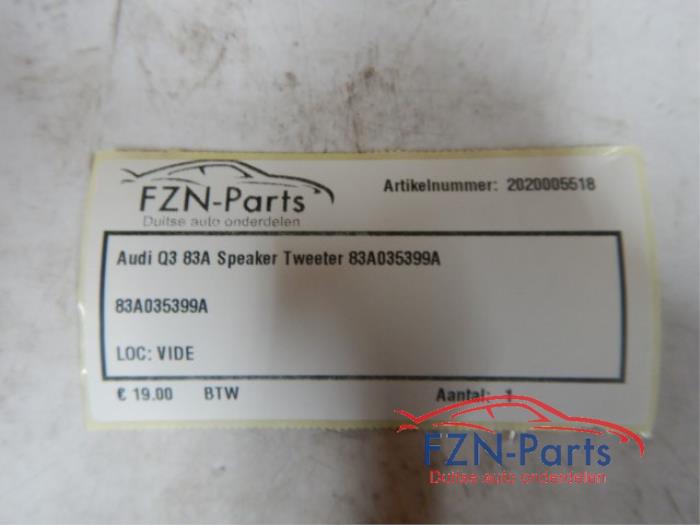 FZN-Parts
Duitse auto onderdelen
Artikelnummer: 2020005518
Audi Q3 83A Speaker Tweeter 83A035399A
83A035399A
LOC: VIDE
€ 19.00 BTW Aantal: 1
FZN-Parts
Duitse auto onderdelen